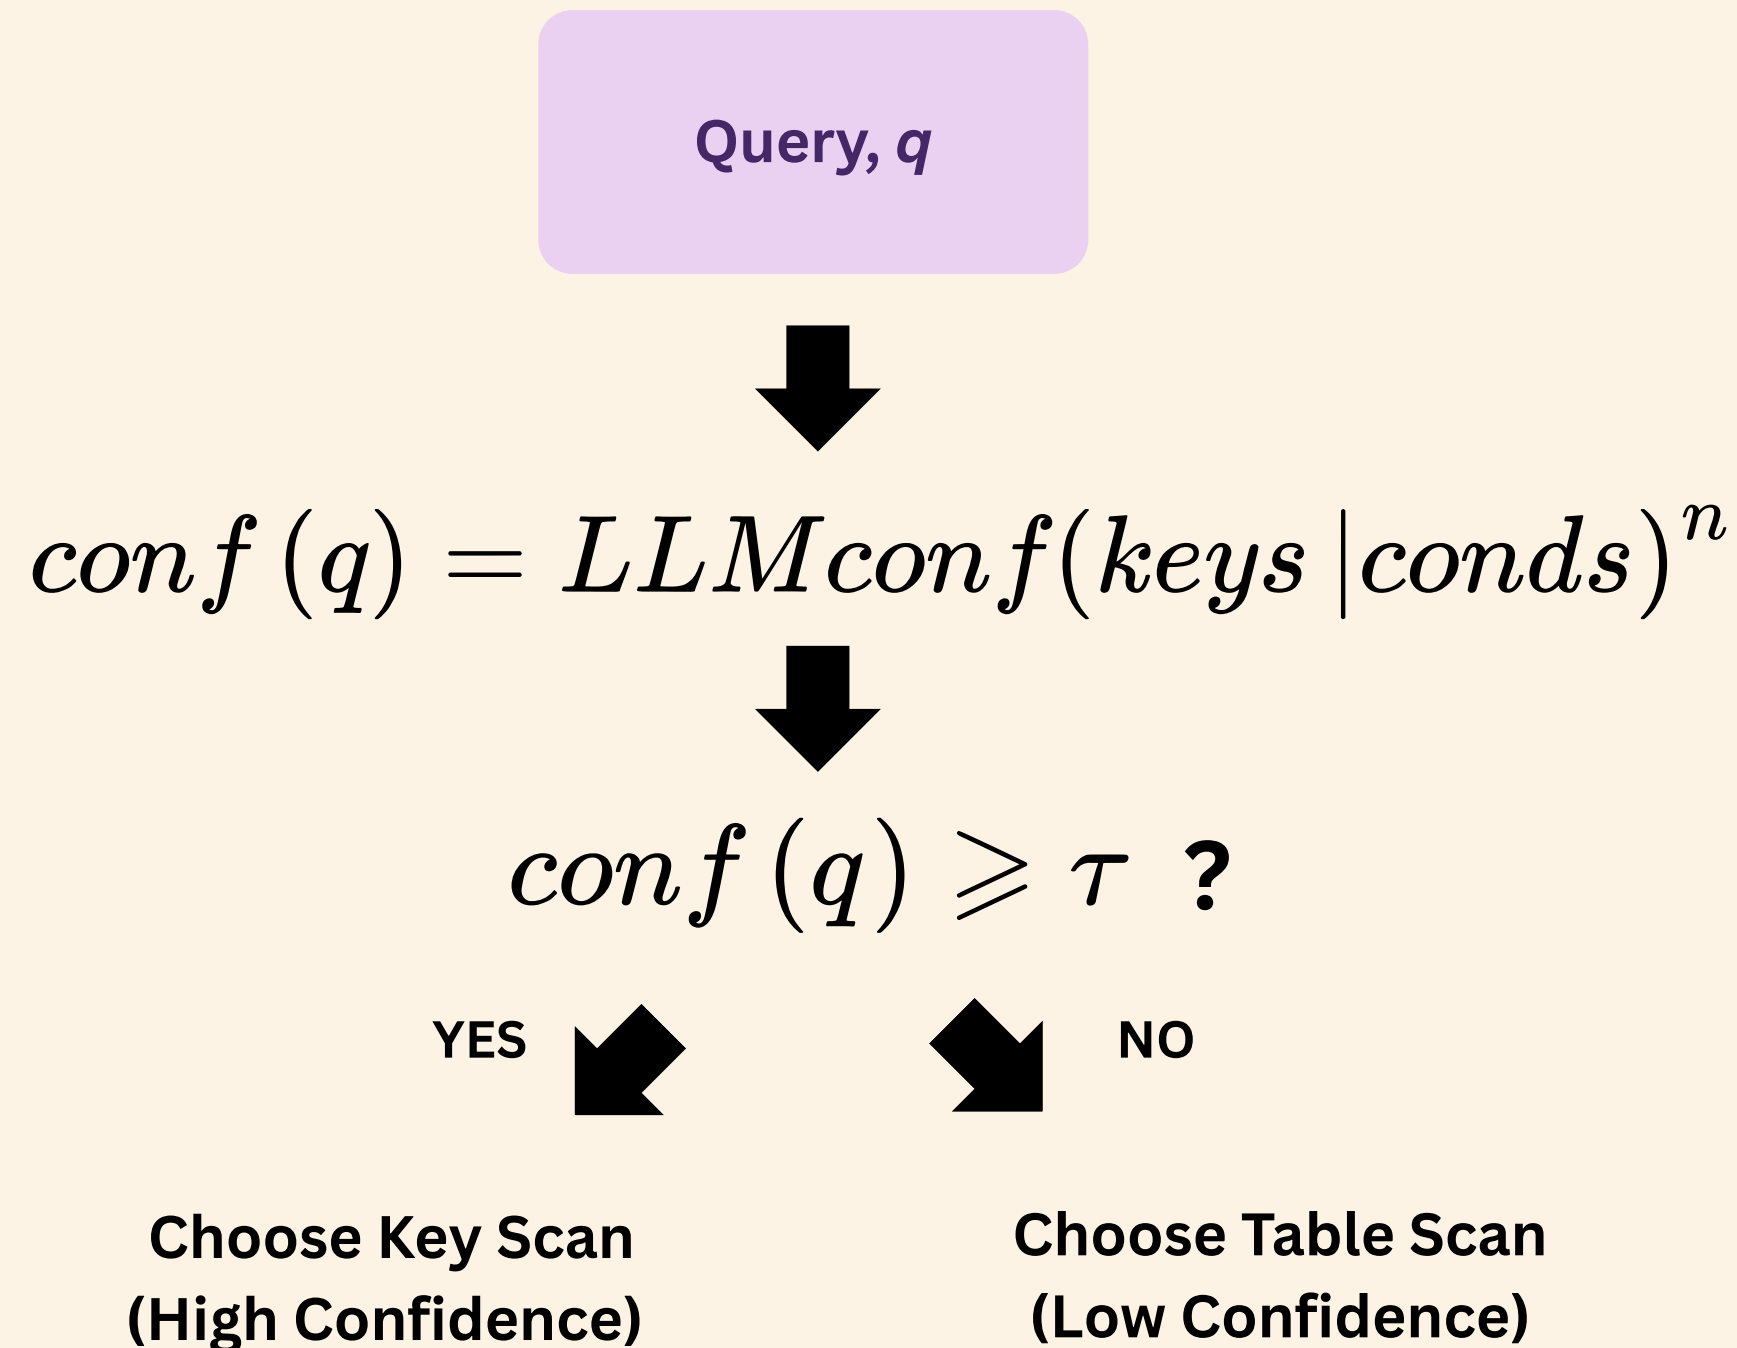 Query, q
conf (q) = LLMconf(keys |conds)ⁿ
conf (q) ⩾ τ ?
YES
NO
Choose Key Scan
(High Confidence)
Choose Table Scan
(Low Confidence)